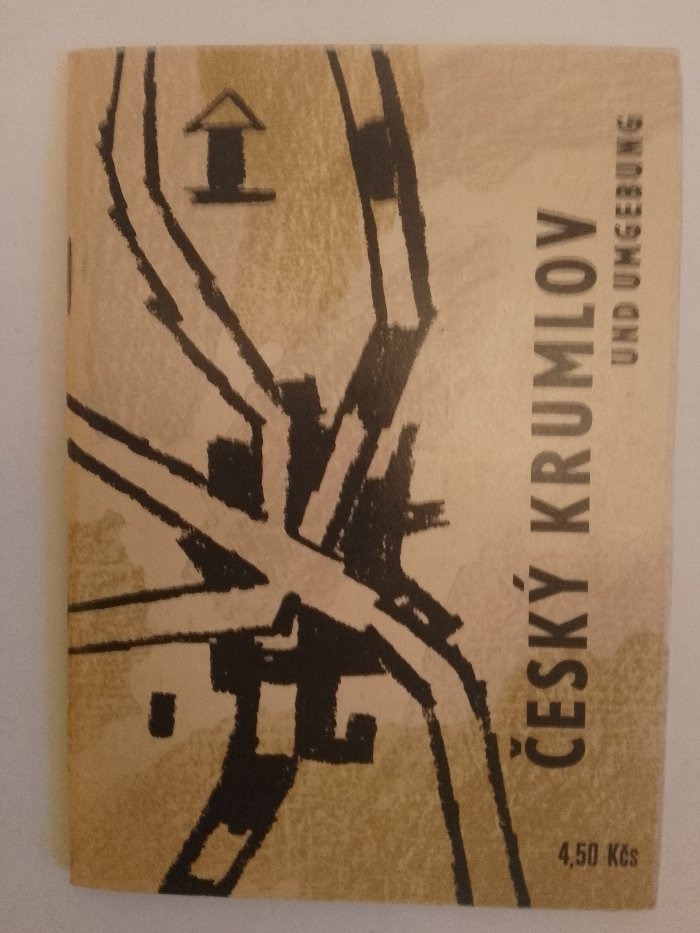 ČESKÝ KRUMLOV
UND UMGEBUNG
4,50 Kčs